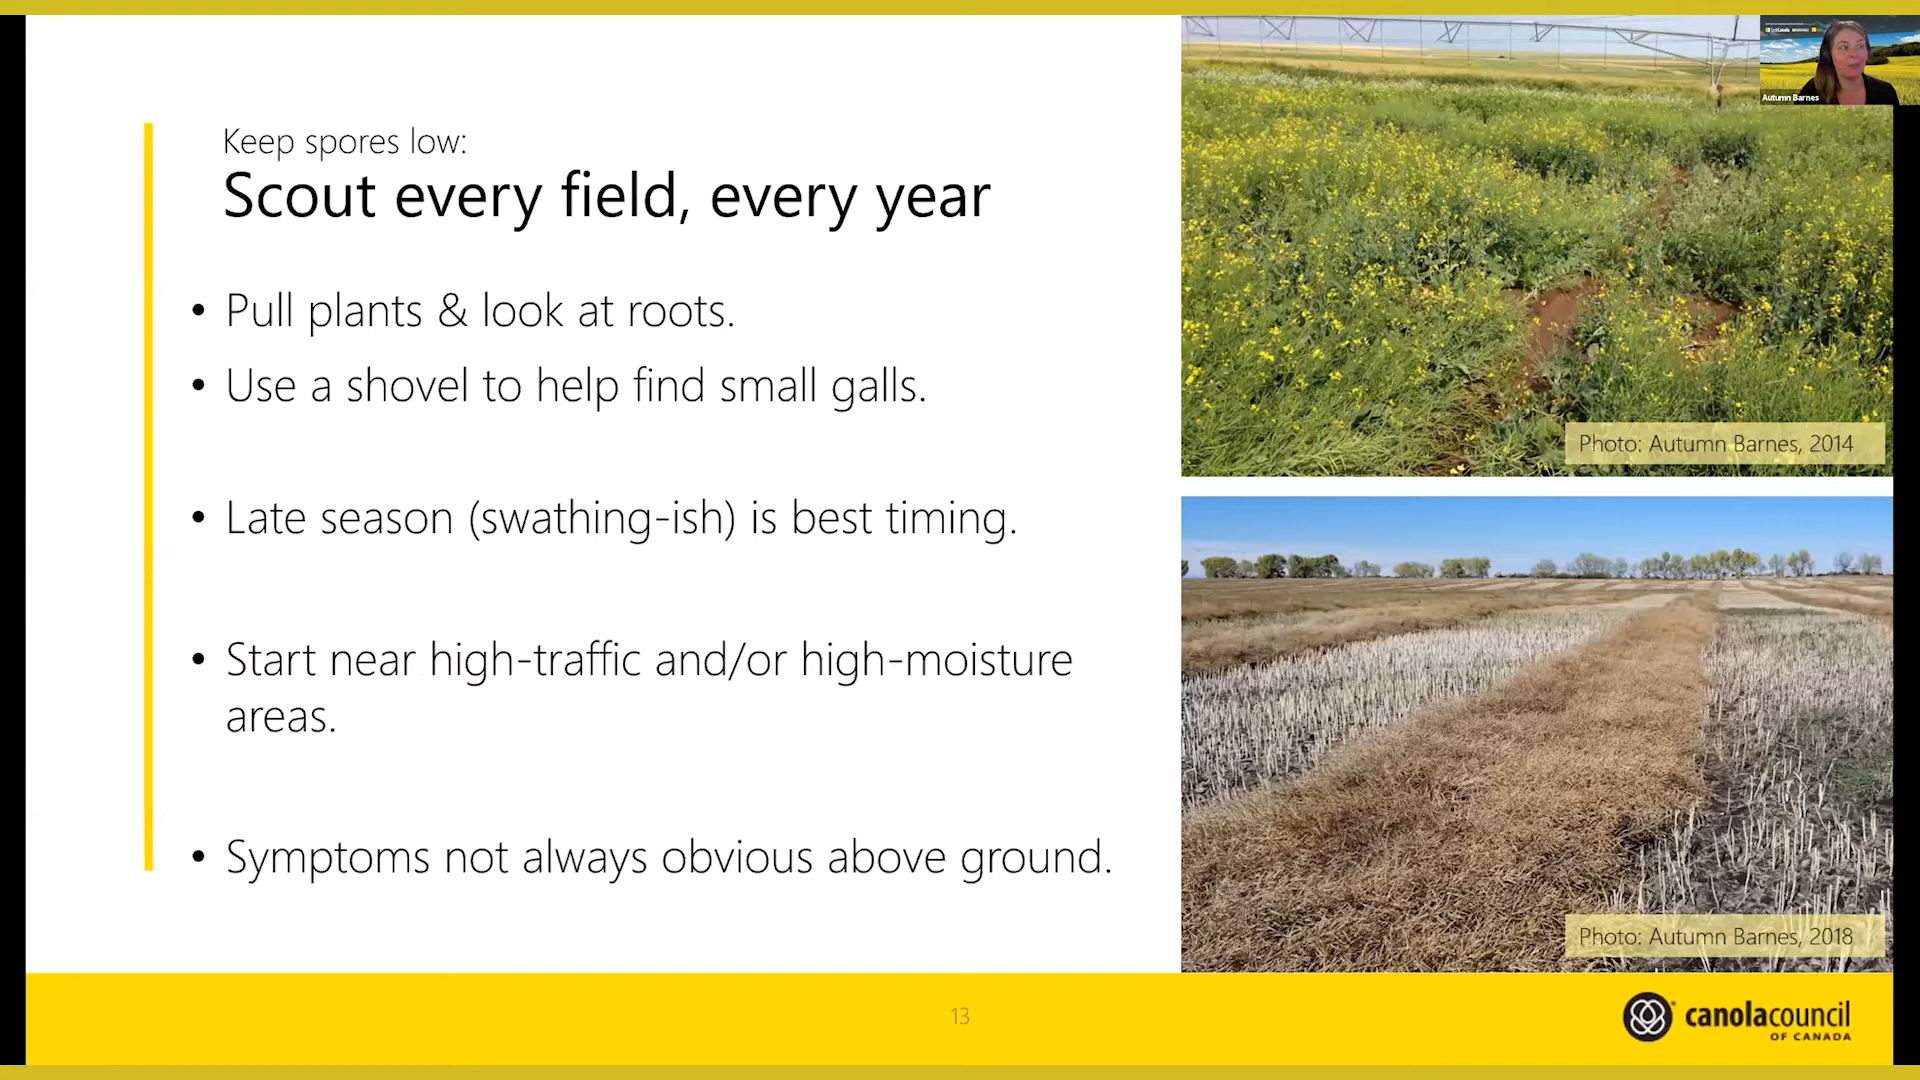 Keep spores low:
Scout every field, every year
• Pull plants & look at roots.
• Use a shovel to help find small galls.
• Late season (swathing-ish) is best timing.
• Start near high-traffic and/or high-moisture
areas.
• Symptoms not always obvious above ground.
Autumn Barnes
Photo: Autumn Barnes, 2014
Photo: Autumn Barnes, 2018
13
canolacouncil
OF CANADA